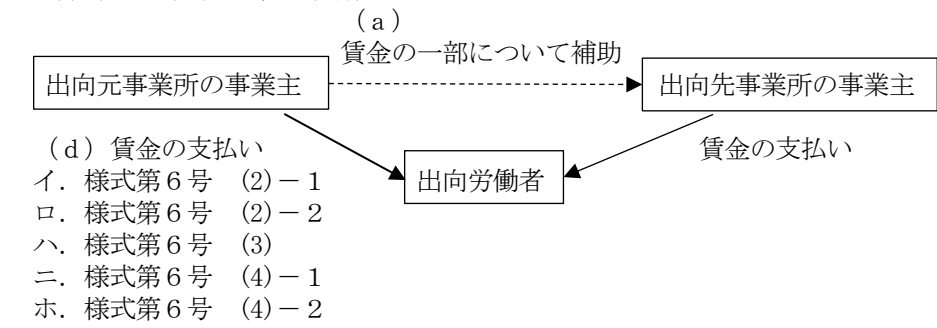 （ａ）
賃金の一部について補助
出向元事業所の事業主
出向先事業所の事業主
（ｄ）賃金の支払い
賃金の支払い
出向労働者
イ．様式第６号　(2)－１
ロ．様式第６号　(2)－２
ハ．様式第６号　(3)
ニ．様式第６号　(4)－１
ホ．様式第６号　(4)－２